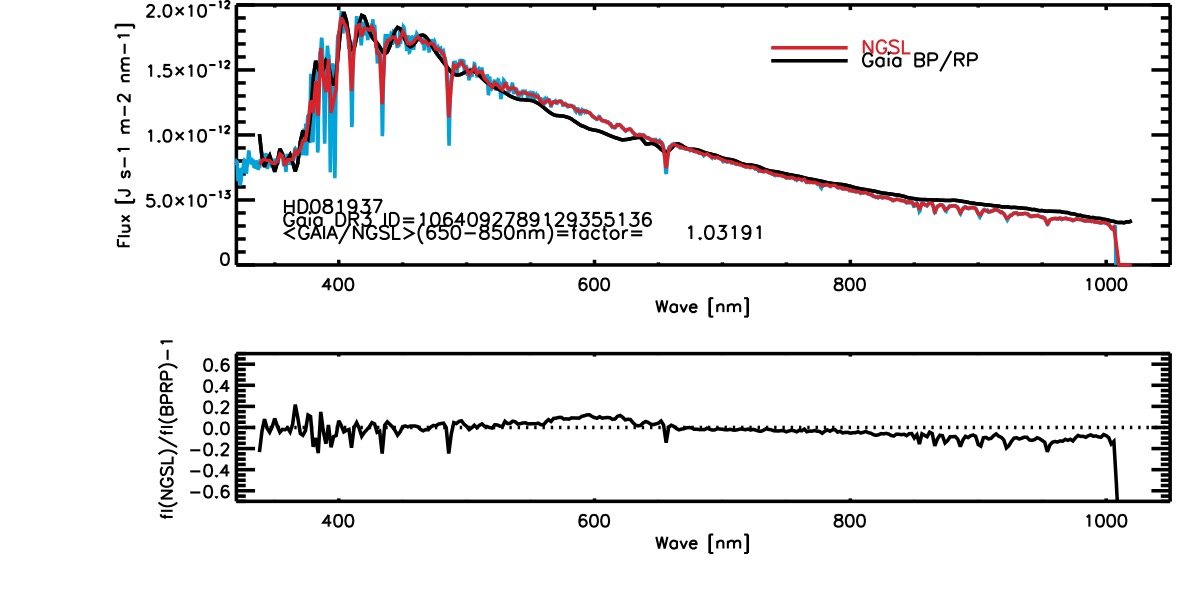 2.0×10−12
1.5×10−12
1.0×10−12
5.0×10−13
0
Flux [J s−1 m−2 nm−1]
NGSL
Gaia BP/RP
HD081937
Gaia DR3 ID=1064092789129355136
<GAIA/NGSL>(650−850nm)=factor= 1.03191
400 600 800 1000
Wave [nm]
fl(NGSL)/fl(BPRP)−1
0.6
0.4
0.2
0.0
−0.2
−0.4
−0.6
400 600 800 1000
Wave [nm]